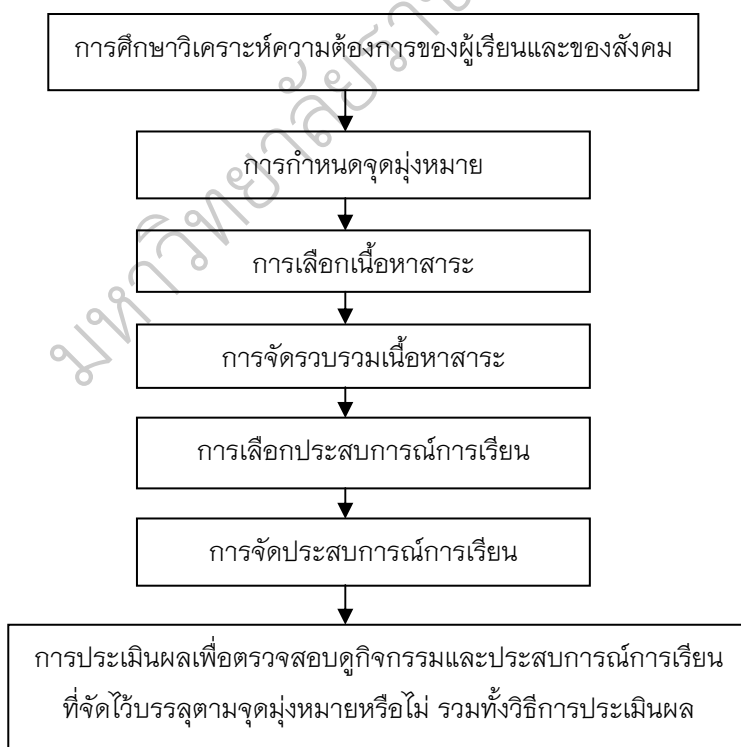 การศึกษาวิเคราะห์ความต้องการของผู้เรียนและของสังคม
การกำหนดจุดมุ่งหมาย
การเลือกเนื้อหาสาระ
การจัดรวบรวมเนื้อหาสาระ
การเลือกประสบการณ์การเรียน
การจัดประสบการณ์การเรียน
การประเมินผลเพื่อตรวจสอบดูกิจกรรมและประสบการณ์การเรียน
ที่จัดไว้บรรลุตามจุดมุ่งหมายหรือไม่ รวมทั้งวิธีการประเมินผล
มหาวิทยาลัยราช